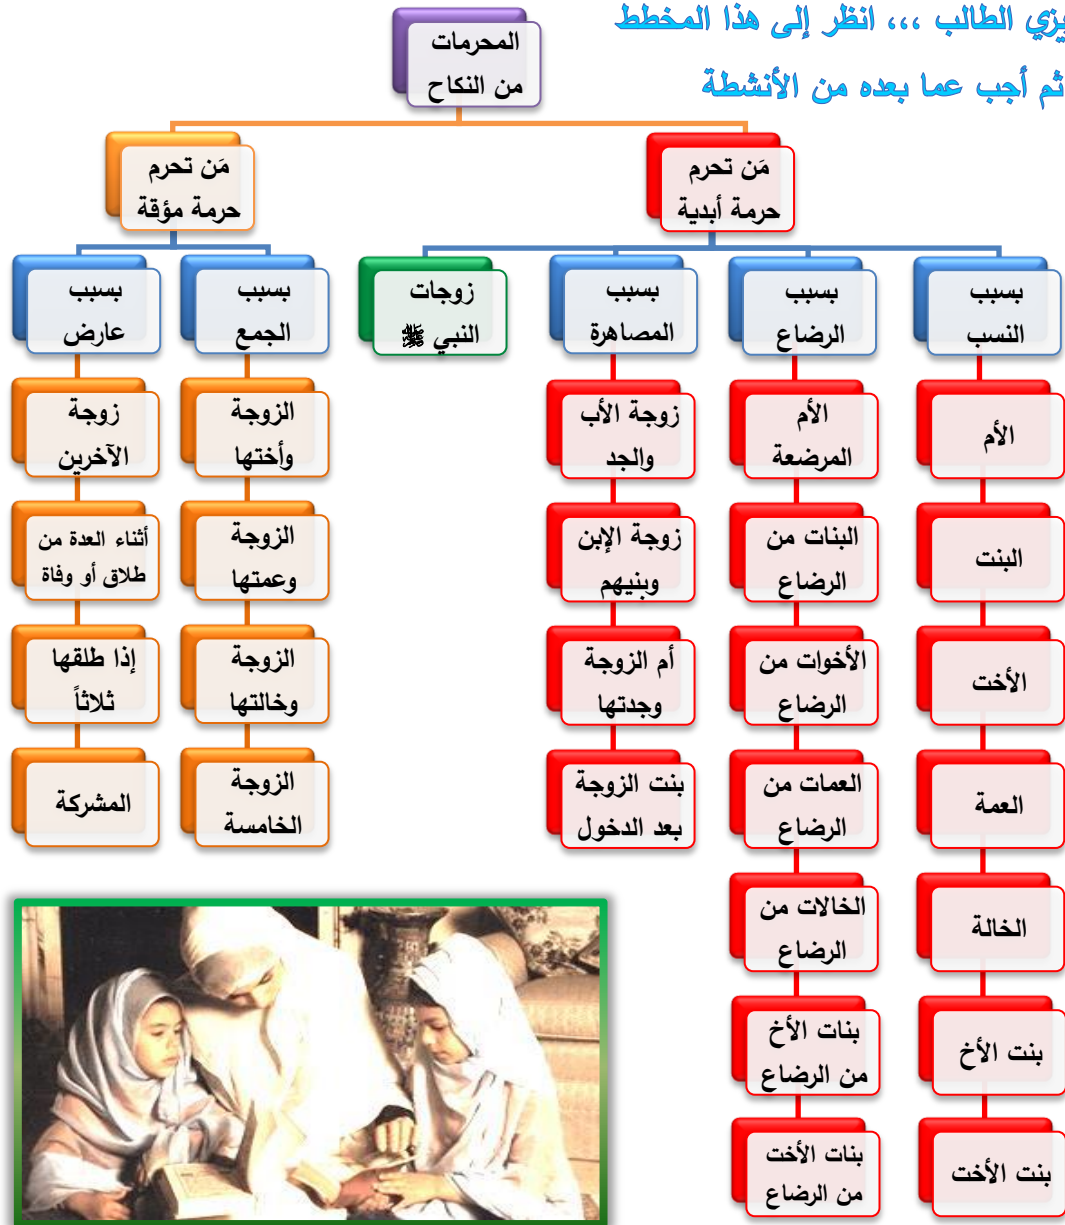 انظر إلى هذا المخطط ،،، الطالب
ثم أجب عما بعده من الأنشطة
المحرمات
من النكاح
مَن تحرم
حرمة أبدية
بسبب
النسب
الأم
البنت
الأخت
العمة
الخالة
بنت الأخ
بنت الأخت
بسبب
الرضاع
الأم
المرضعة
البنات من
الرضاع
الأخوات من
الرضاع
العمات من
الرضاع
الخالات من
الرضاع
بنات الأخ
من الرضاع
بنات الأخت
من الرضاع
بسبب
المصاهرة
زوجة الأب
والجد
زوجة الإبن
وبنيهم
أم الزوجة
وجدتها
بنت الزوجة
بعد الدخول
زوجات
النبي ﷺ
مَن تحرم
حرمة مؤقة
بسبب
الجمع
الزوجة
وأختها
الزوجة
وعمتها
الزوجة
وخالتها
الزوجة
الخامسة
بسبب
عارض
زوجة
الآخرين
أثناء العدة من
طلاق أو وفاة
إذا طلقها
ثلاثاً
المشركة